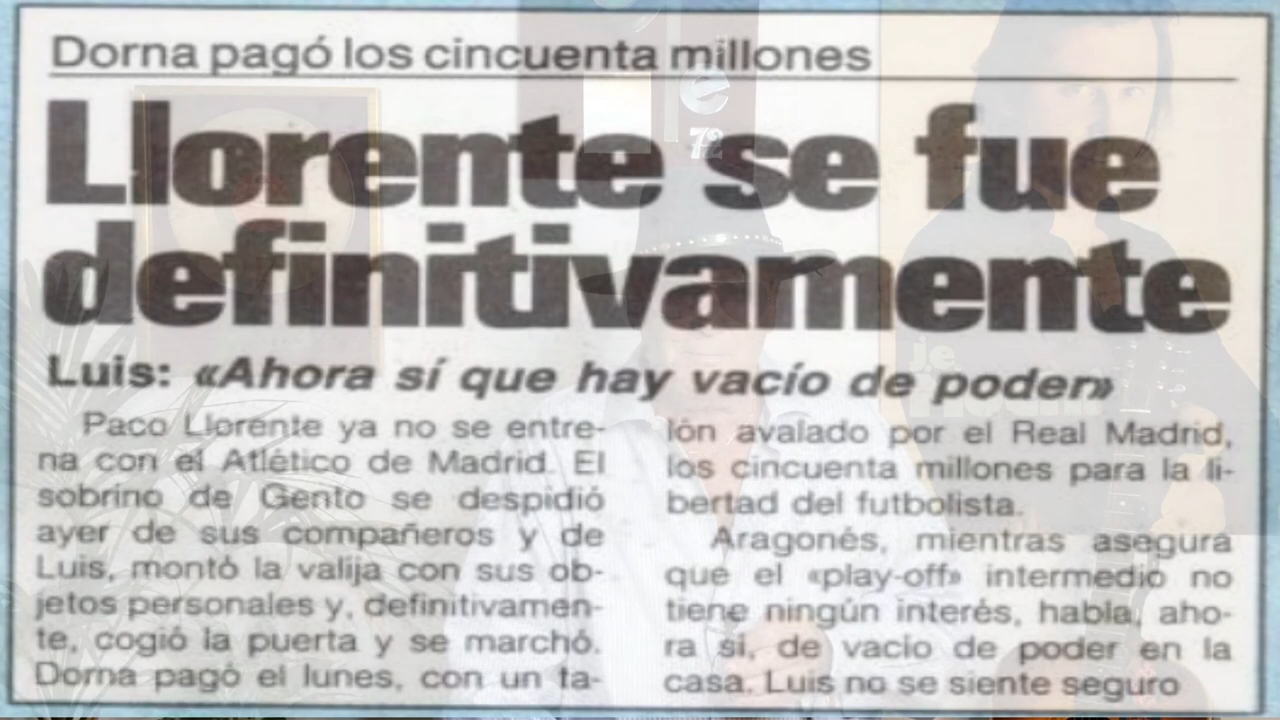 Dorna pagó los cincuenta millones
Llorente se fue
definitivamente
Luis: «Ahora sí que hay vacío de poder»
Paco Llorente ya no se entre-
na con el Atlético de Madrid. El
sobrino de Gento se despidió
ayer de sus compañeros y de
Luis, montó la valija con sus ob-
jetos personales y, definitivamen-
te, cogió la puerta y se marchó.
Dorna pagó el lunes, con un ta-
lón avalado por el Real Madrid,
los cincuenta millones para la li-
bertad del futbolista.
Aragonés, mientras asegura
que el «play-off» intermedio no
tiene ningún interés, habla, aho-
ra sí, de vacío de poder en la
casa. Luis no se siente seguro
e
72
je